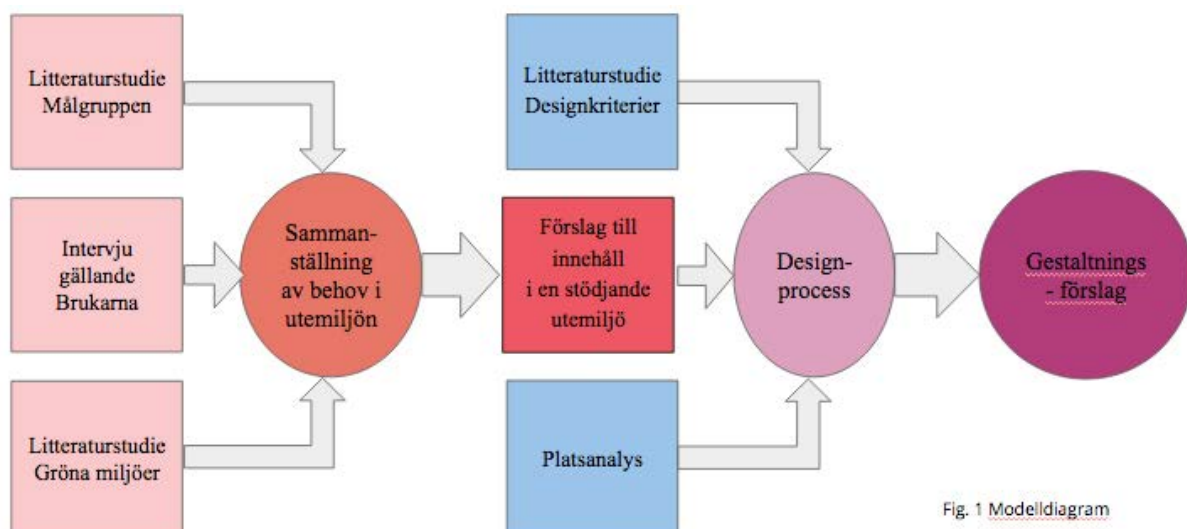 Litteraturstudie
Målgruppen
Intervju
gällande
Brukarna
Litteraturstudie
Gröna miljöer
Samman-
ställning
av behov i
utemiljön
Litteraturstudie
Designkriterier
Förslag till
innehåll
i en stödjande
utemiljö
Platsanalys
Design-
process
Gestaltnings
- förslag
Fig. 1 Modelldiagram